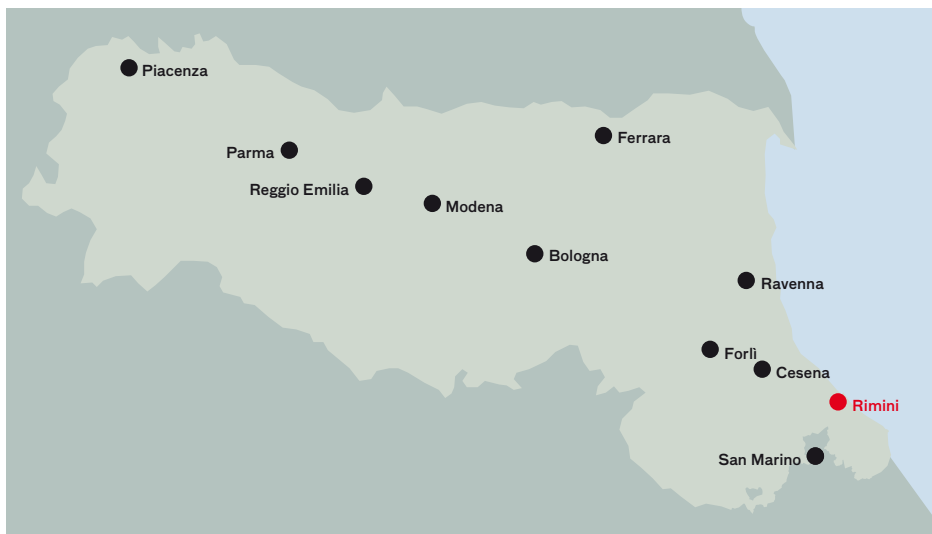 Piacenza
Ferrara
Parma
Reggio Emilia
Modena
Bologna
Ravenna
Forlì
Cesena
Rimini
San Marino